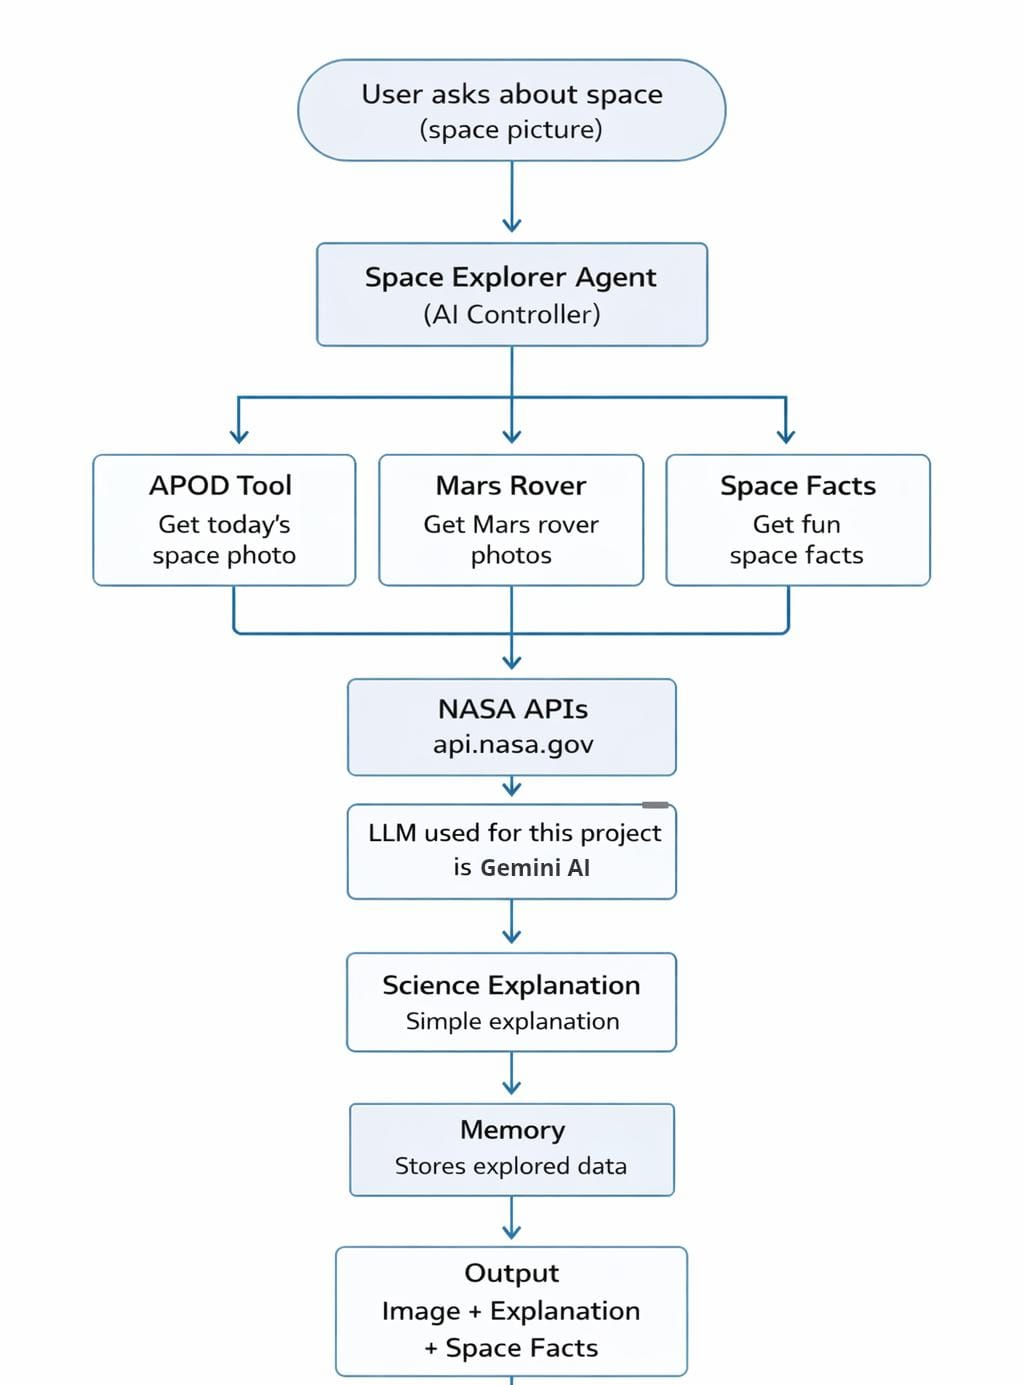 User asks about space
(space picture)
Space Explorer Agent
(AI Controller)
APOD Tool
Get today's
space photo
Mars Rover
Get Mars rover
photos
Space Facts
Get fun
space facts
NASA APIs
api.nasa.gov
LLM used for this project
is Gemini AI
Science Explanation
Simple explanation
Memory
Stores explored data
Output
Image + Explanation
+ Space Facts